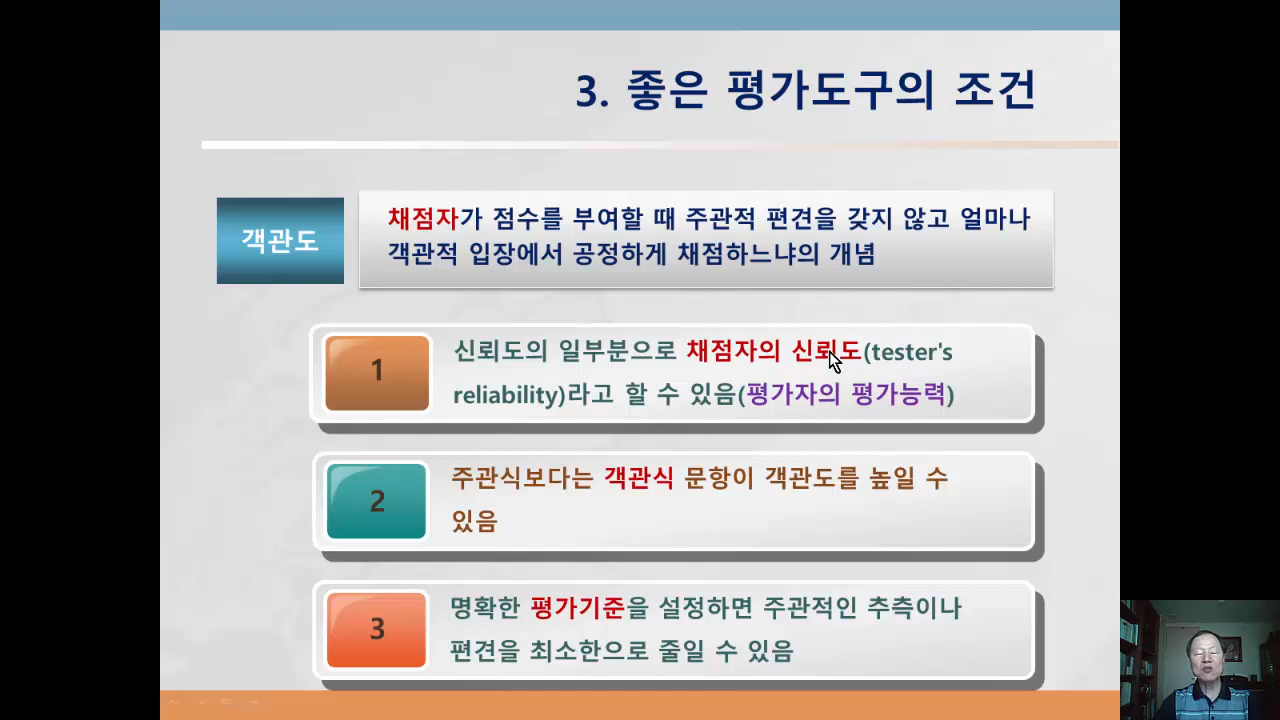 3. 좋은 평가도구의 조건
객관도
채점자가 점수를 부여할 때 주관적 편견을 갖지 않고 얼마나
객관적 입장에서 공정하게 채점하느냐의 개념
1
신뢰도의 일부분으로 채점자의 신뢰도(tester's
reliability)라고 할 수 있음(평가자의 평가능력)
2
주관식보다는 객관식 문항이 객관도를 높일 수
있음
3
명확한 평가기준을 설정하면 주관적인 추측이나
편견을 최소한으로 줄일 수 있음